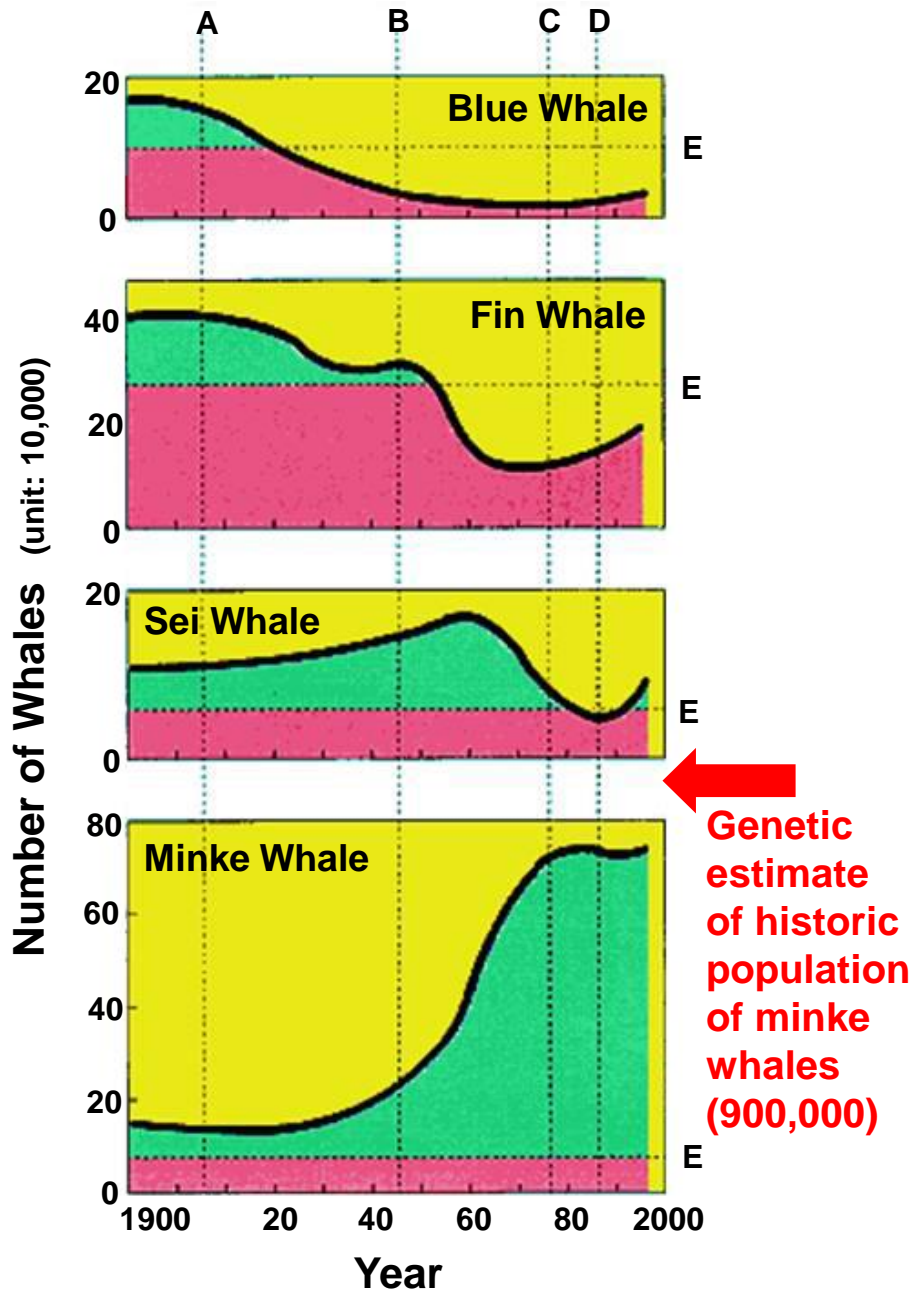 A B C D
20
Blue Whale
E
0
40
Fin Whale
E
20
0
20
Sei Whale
E
0
80
Minke Whale
60
40
20
E
0
1900 20 40 60 80 2000
Year
Number of Whales (unit: 10,000)
Genetic
estimate
of historic
population
of minke
whales
(900,000)